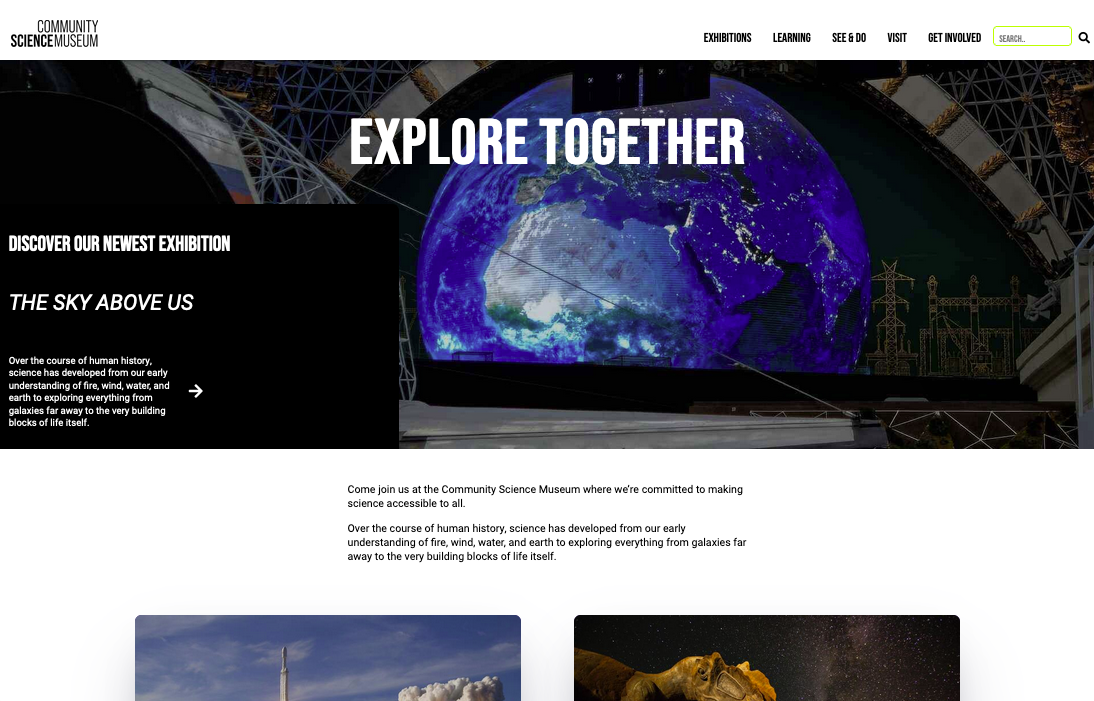 COMMUNITY
SCIENCEMUSEUM
EXHIBITIONS LEARNING SEE & DO VISIT GET INVOLVED SEARCH..
EXPLORE TOGETHER
DISCOVER OUR NEWEST EXHIBITION
THE SKY ABOVE US
Over the course of human history,
science has developed from our early
understanding of fire, wind, water, and
earth to exploring everything from
galaxies far away to the very building
blocks of life itself.
Come join us at the Community Science Museum where we're committed to making
science accessible to all.
Over the course of human history, science has developed from our early
understanding of fire, wind, water, and earth to exploring everything from galaxies far
away to the very building blocks of life itself.